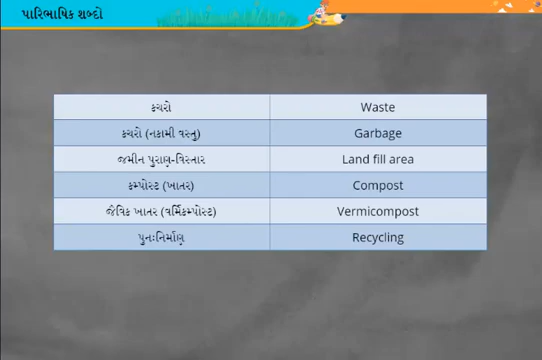 પારિભાષિક શબ્દો
કચરો Waste
કચરો (નકામી વસ્તુ) Garbage
જમીન પુરાણ-વિસ્તાર Land fill area
કમ્પોસ્ટ (ખાતર) Compost
જૈવિક ખાતર (વર્મિકમ્પોસ્ટ) Vermicompost
પુનઃનિર્માણ Recycling